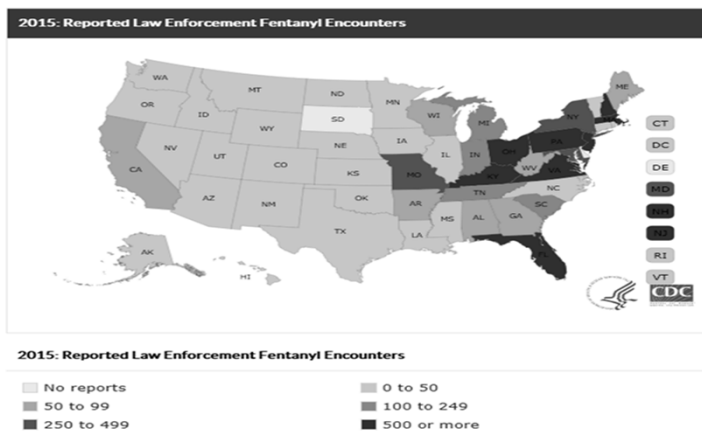 2015: Reported Law Enforcement Fentanyl Encounters
WA
MT
ND
MN
ME
OR
ID
SD
WI
MI
NY
WY
CT
NV
NE
IA
PA
DC
UT
CO
IL
IN
OH
DE
CA
KS
MO
KY
WV
VA
MD
AZ
NM
OK
AR
TN
NC
NH
SC
NJ
TX
LA
MS
AL
GA
RI
AK
HI
FL
VT
CDC
2015: Reported Law Enforcement Fentanyl Encounters
No reports
0 to 50
50 to 99
100 to 249
250 to 499
500 or more